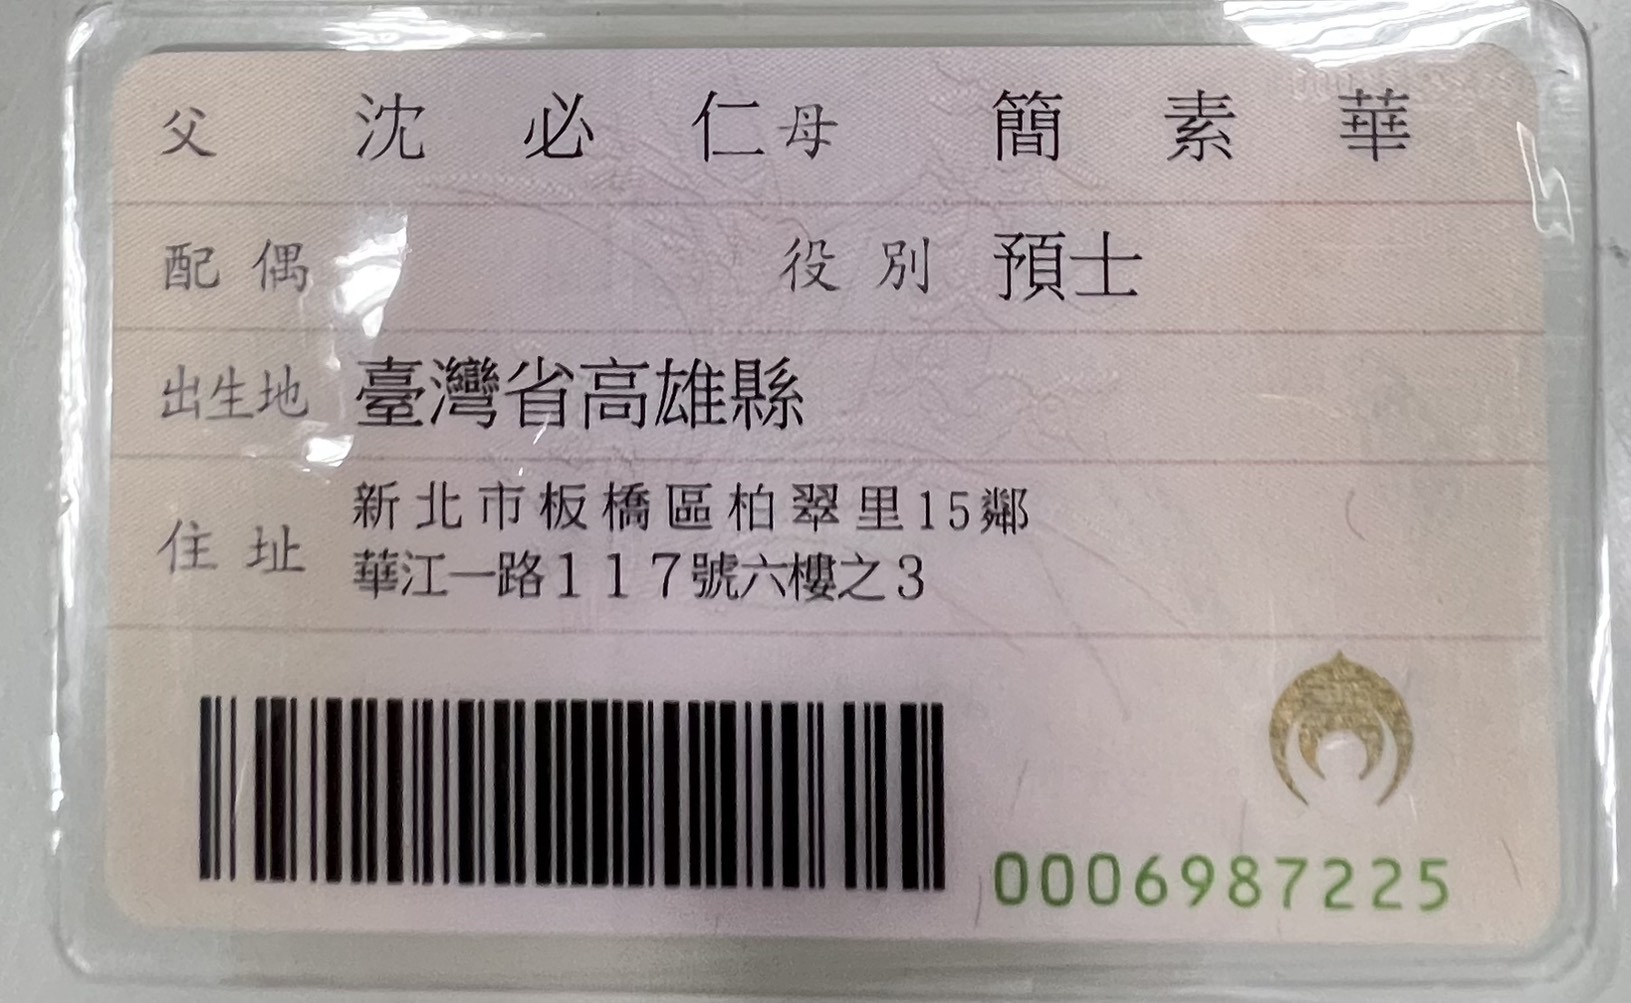 父 沈必仁 母 簡素華
配偶 役別 預士
出生地 臺灣省高雄縣
住址 新北市板橋區柏翠里15鄰
華江一路117號六樓之3
0006987225